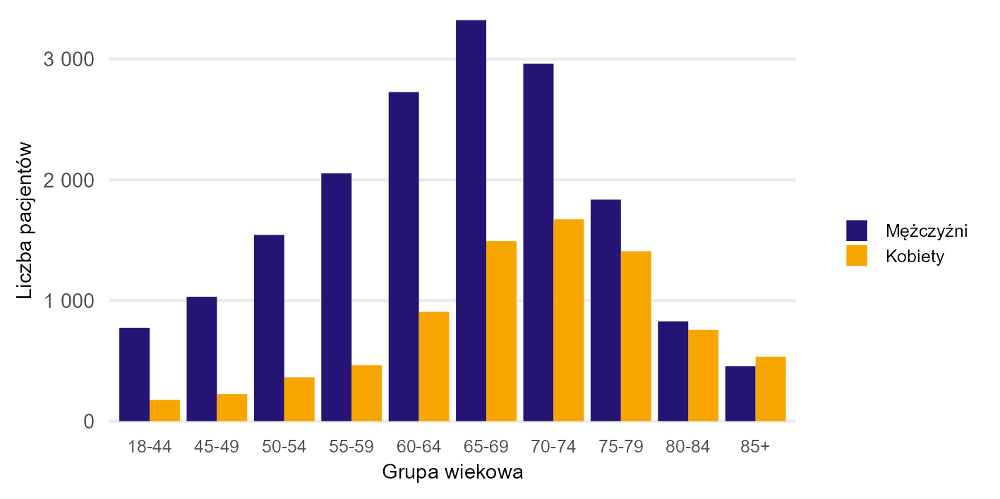 3 000
2 000
1 000
0
Liczba pacjentów
18-44 45-49 50-54 55-59 60-64 65-69 70-74 75-79 80-84 85+
Grupa wiekowa
Mężczyźni
Kobiety